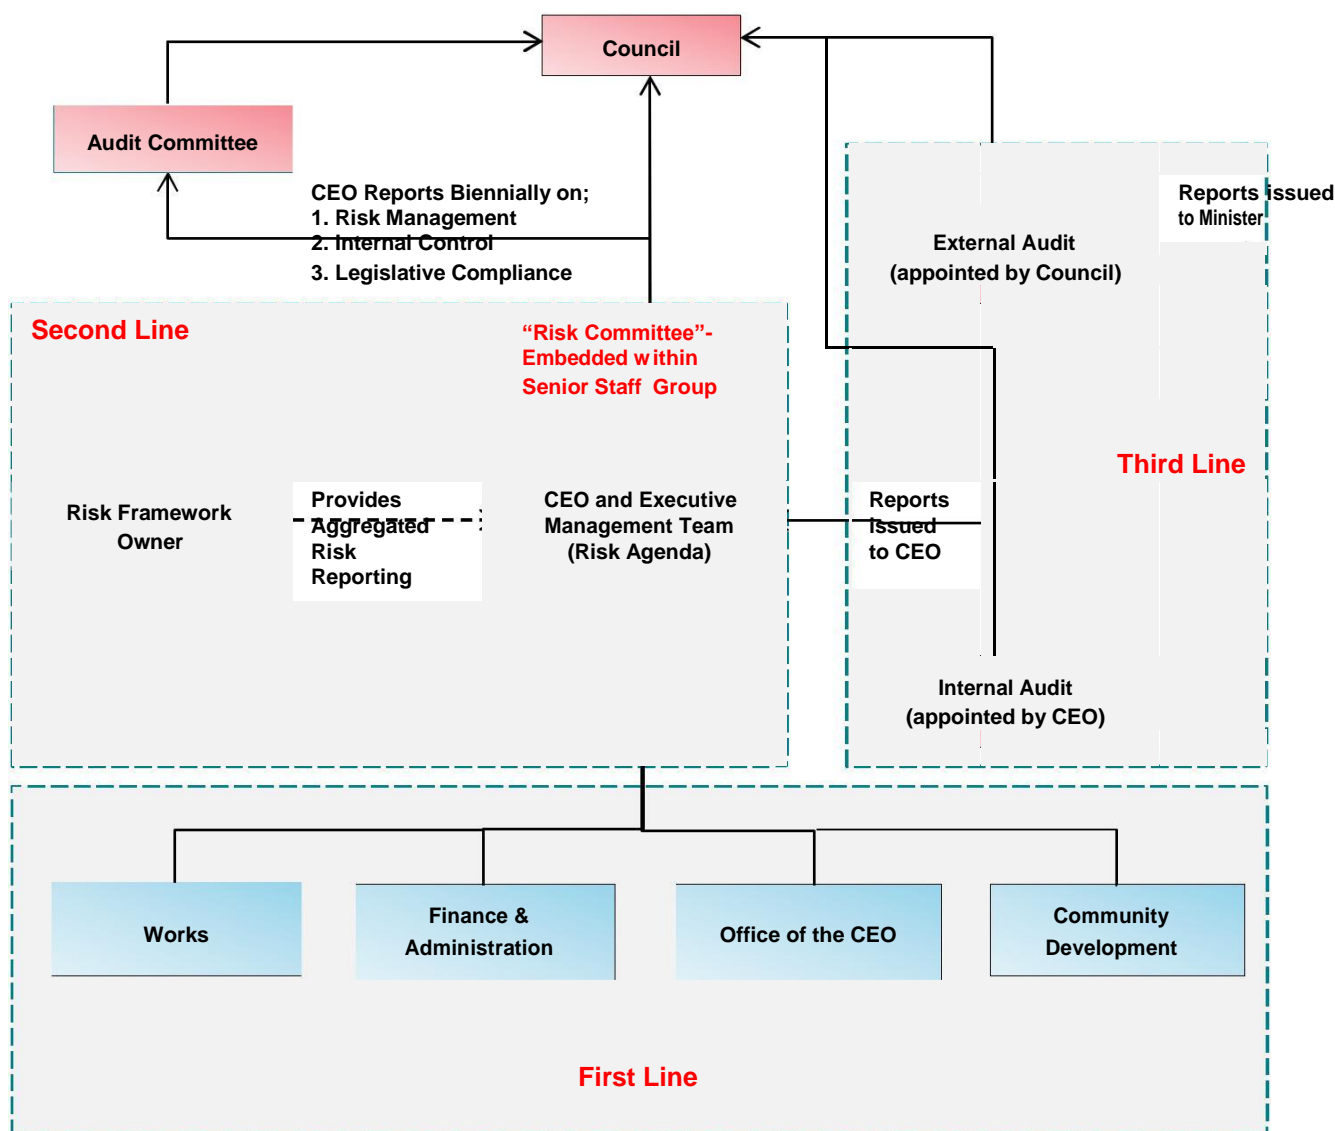 Council
Audit Committee
CEO Reports Biennially on;
1. Risk Management
2. Internal Control
3. Legislative Compliance
Reports issued
to Minister
External Audit
(appointed by Council)
Second Line
“Risk Committee”-
Embedded within
Senior Staff Group
Third Line
Risk Framework
Owner
Provides
Aggregated
Risk
Reporting
CEO and Executive
Management Team
(Risk Agenda)
Reports
Issued
to CEO
Internal Audit
(appointed by CEO)
Works
Finance &
Administration
Office of the CEO
Community
Development
First Line